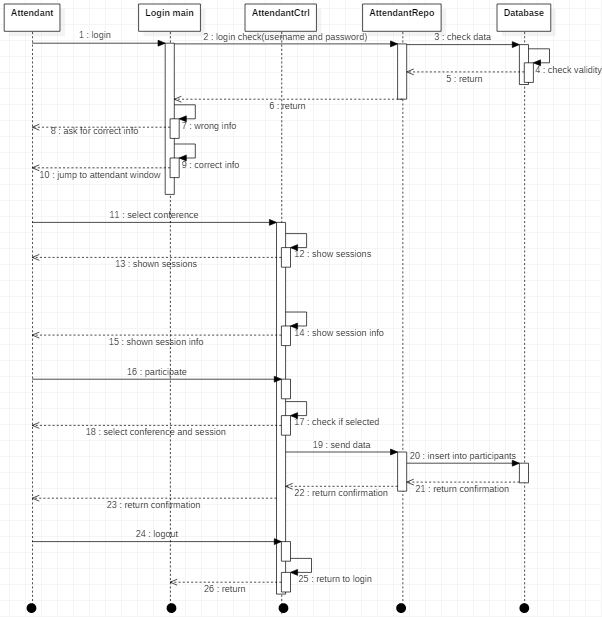 Attendant
Login main
AttendantCtrl
AttendantRepo
Database
1 : login
2 : login check(username and password)
3 : check data
4 : check validity
5 : return
6 : return
7 : wrong info
8 : ask for correct info
9 : correct info
10 : jump to attendant window
11 : select conference
12 : show sessions
13 : shown sessions
14 : show session info
15 : shown session info
16 : participate
17 : check if selected
18 : select conference and session
19 : send data
20 : insert into participants
21 : return confirmation
22 : return confirmation
23 : return confirmation
24 : logout
25 : return to login
26 : return